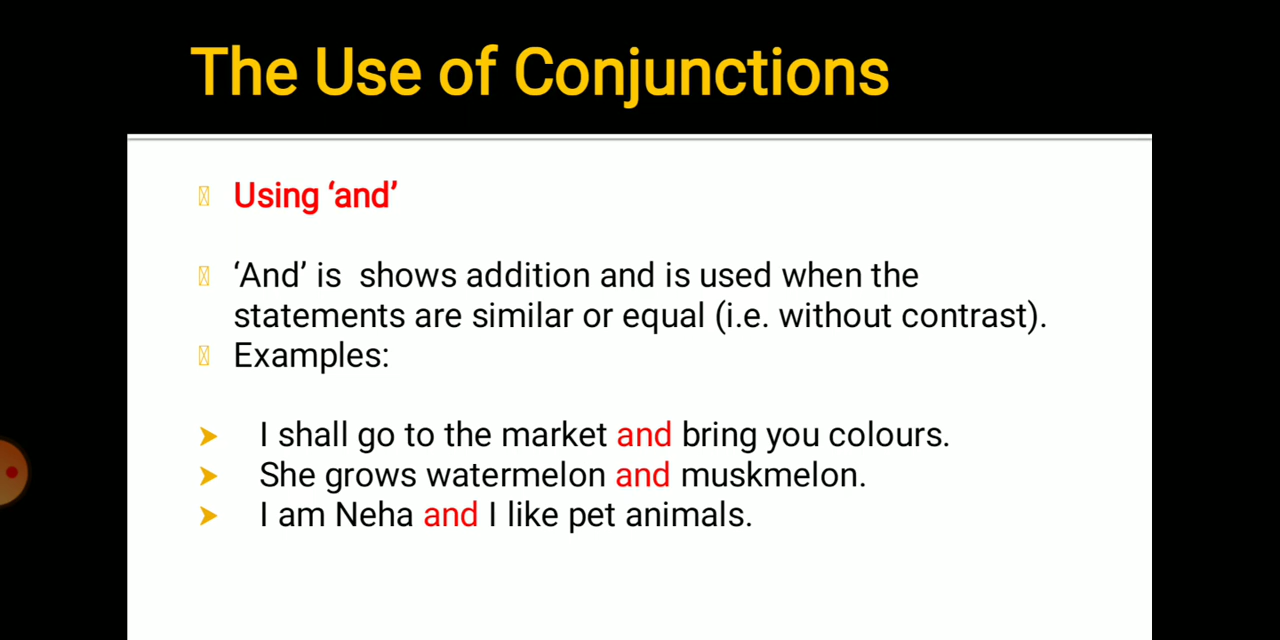 The Use of Conjunctions
Using ‘and’
‘And’ is  shows addition and is used when the
statements are similar or equal (i.e. without contrast).
Examples:
➤ I shall go to the market and bring you colours.
➤ She grows watermelon and muskmelon.
➤ I am Neha and I like pet animals.